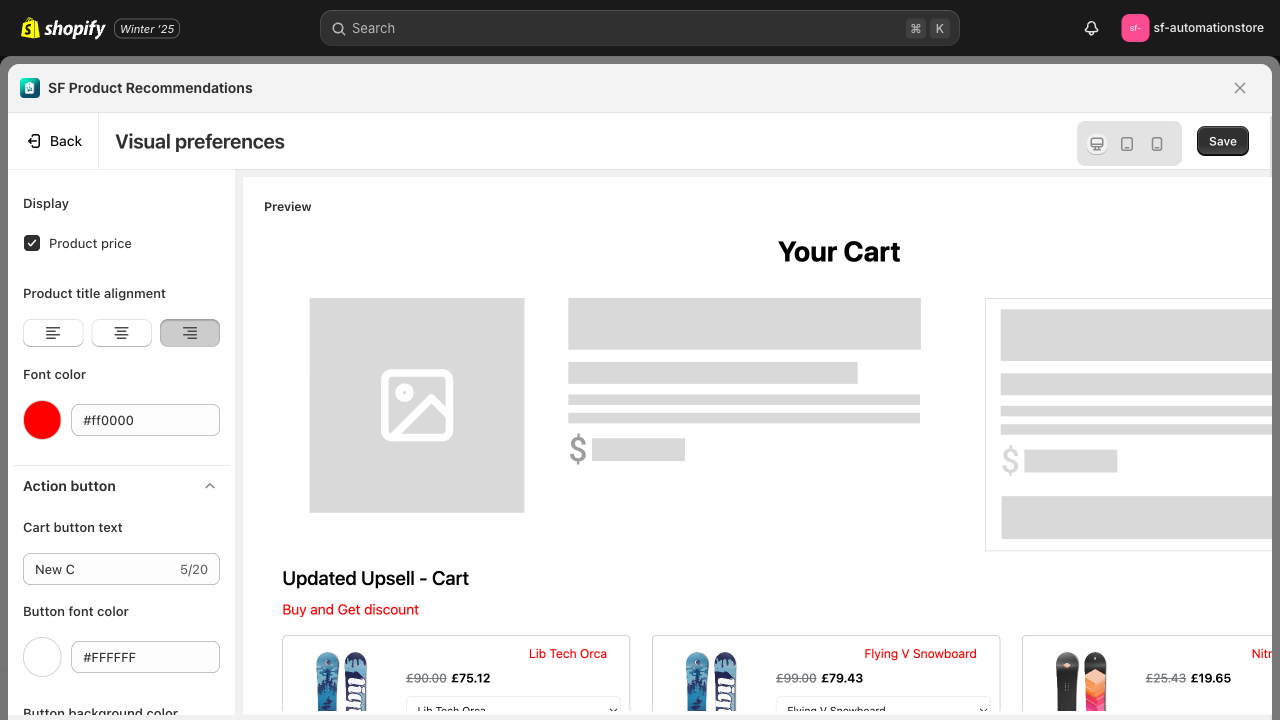 shopify Winter '25
Search ⌘ K
sf- sf-automationstore
SF Product Recommendations
Back
Visual preferences
Save
Display
Product price
Product title alignment
Font color
#ff0000
Action button
Cart button text
New C 5/20
Button font color
#FFFFFF
Button background color
Preview
Your Cart
$
$
Updated Upsell - Cart
Buy and Get discount
Lib Tech Orca
£90.00 £75.12
Lib Tech Orca
Flying V Snowboard
£99.00 £79.43
Flying V Snowboard
Nitr
£25.43 £19.65